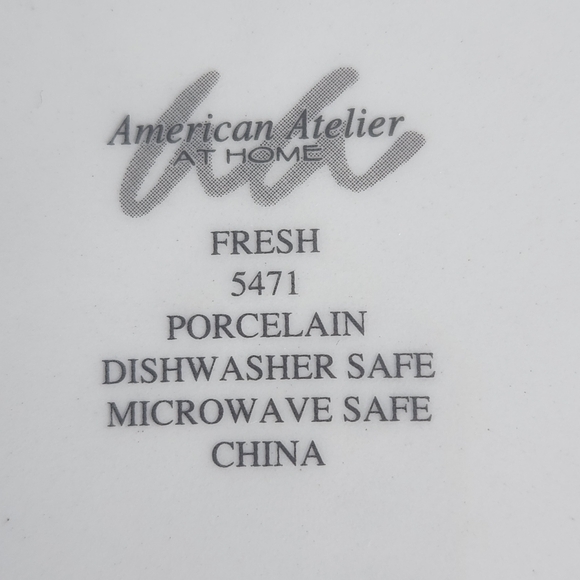 American Atelier
AT HOME
FRESH
5471
PORCELAIN
DISHWASHER SAFE
MICROWAVE SAFE
CHINA